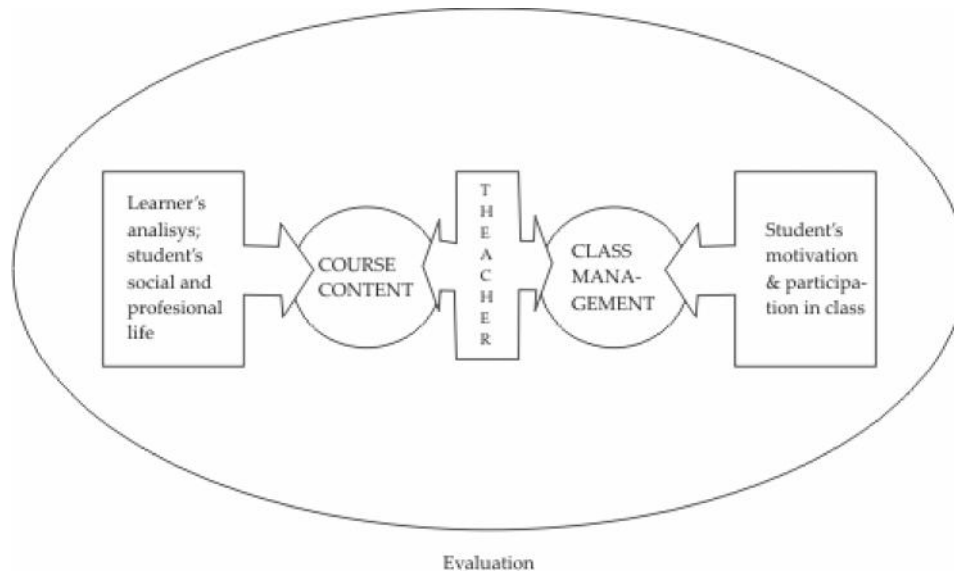 Learner's
analisys;
student's
social and
profesional
life
COURSE
CONTENT
T
H
E
A
C
H
E
R
CLASS
MANA-
GEMENT
Student's
motivation
& participa-
tion in class
Evaluation